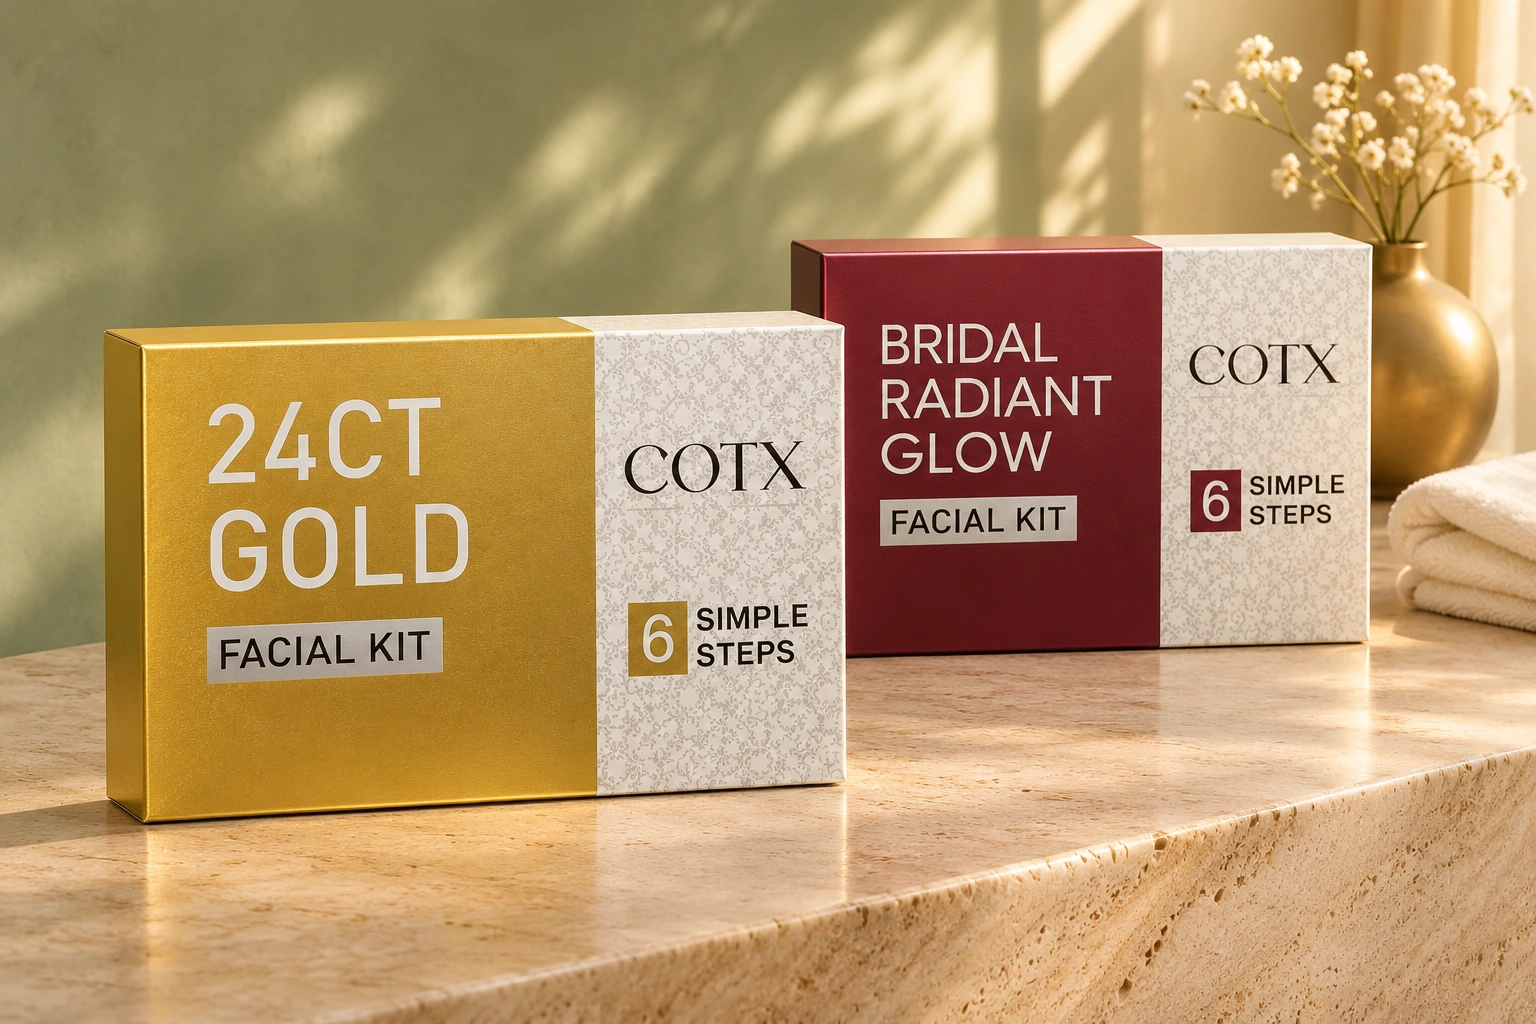 24CT
GOLD
FACIAL KIT
COTX
6 SIMPLE
STEPS
BRIDAL
RADIANT
GLOW
FACIAL KIT
COTX
6 SIMPLE
STEPS